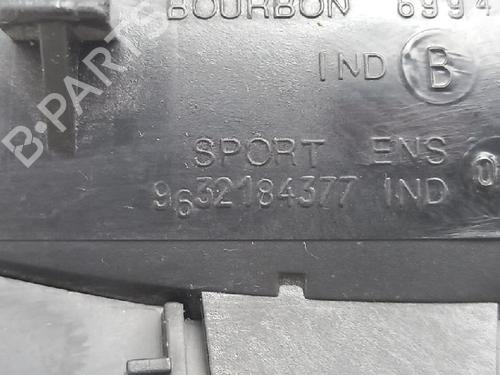 BOURBON 6994
IND B
SPORT ENS
9632184377 IND 0
B-PARTS